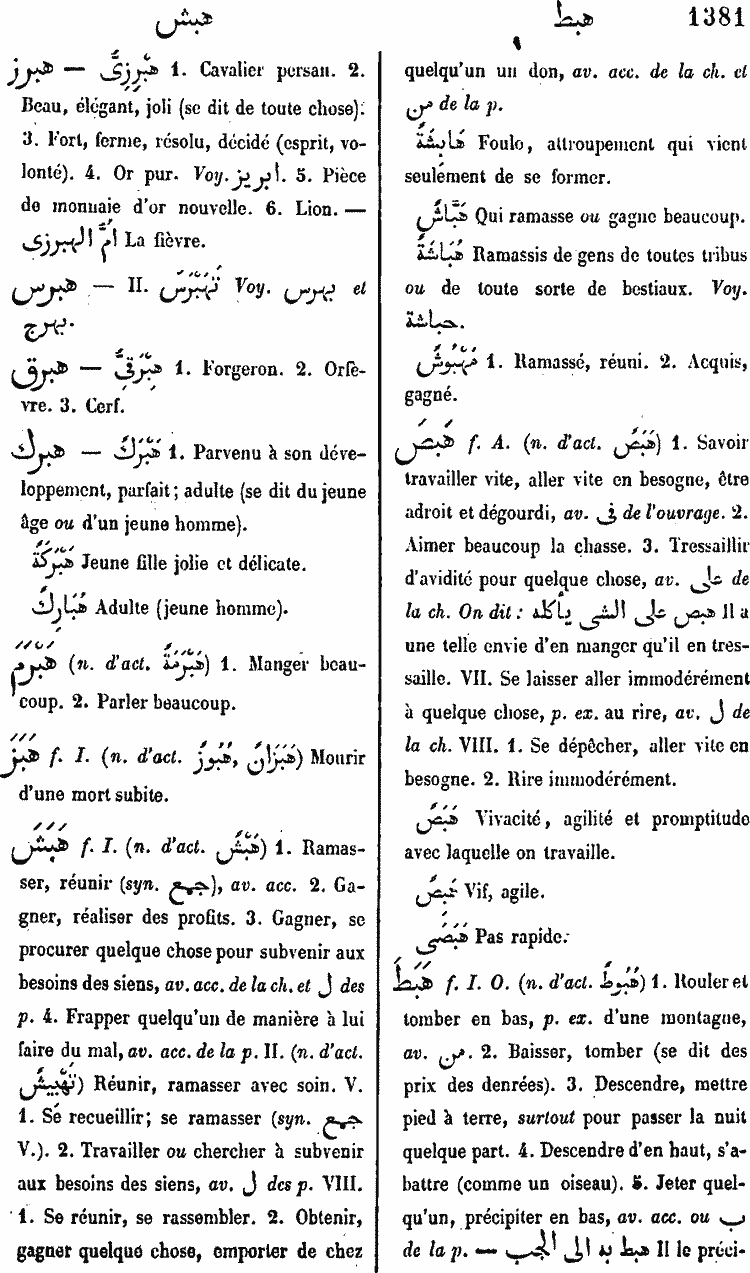 هبش
هبط
1381
هبرز — هَبْرِزِىٌّ 1. Cavalier persan. 2.
Beau, élégant, joli (se dit de toute chose).
3. Fort, ferme, résolu, décidé (esprit, vo-
lonté). 4. Or pur. Voy. ابريز. 5. Pièce
de monnaie d'or nouvelle. 6. Lion. —
اُمُّ الهبرزى La fièvre.
هبرس — II. تَهَبْرَسَ Voy. بهرس et
بهرج.
هبرق — هَبْرَقِىٌّ 1. Forgeron. 2. Orfè-
vre. 3. Cerf.
هبرك — هَبْرَكٌ 1. Parvenu à son déve-
loppement, parfait; adulte (se dit du jeune
âge ou d'un jeune homme).
هَبْرَكَةٌ Jeune fille jolie et délicate.
هُبَارِكٌ Adulte (jeune homme).
هَبْرَمَ (n. d'act. هَبْرَمَةٌ) 1. Manger beau-
coup. 2. Parler beaucoup.
هَبَزَ f. I. (n. d'act. هُبُوزٌ, هَبَزَانٌ) Mourir
d'une mort subite.
هَبَشَ f. I. (n. d'act. هَبْشٌ) 1. Ramas-
ser, réunir (syn. جمع), av. acc. 2. Ga-
gner, réaliser des profits. 3. Gagner, se
procurer quelque chose pour subvenir aux
besoins des siens, av. acc. de la ch. et ل des
p. 4. Frapper quelqu'un de manière à lui
faire du mal, av. acc. de la p. II. (n. d'act.
تَهْبِيشٌ) Réunir, ramasser avec soin. V.
1. Se recueillir; se ramasser (syn. جمع
V.). 2. Travailler ou chercher à subvenir
aux besoins des siens, av. ل des p. VIII.
1. Se réunir, se rassembler. 2. Obtenir,
gagner quelque chose, emporter de chez
quelqu'un un don, av. acc. de la ch. et
من de la p.
هَابِشَةٌ Foule, attroupement qui vient
seulement de se former.
هَبَّاشٌ Qui ramasse ou gagne beaucoup.
هُبَاشَةٌ Ramassis de gens de toutes tribus
ou de toute sorte de bestiaux. Voy.
حباشة.
مَهْبُوشٌ 1. Ramassé, réuni. 2. Acquis,
gagné.
هَبِصَ f. A. (n. d'act. هَبَصٌ) 1. Savoir
travailler vite, aller vite en besogne, être
adroit et dégourdi, av. فى de l'ouvrage. 2.
Aimer beaucoup la chasse. 3. Tressaillir
d'avidité pour quelque chose, av. على de
la ch. On dit: هبص على الشى يأكله Il a
une telle envie d'en manger qu'il en tres-
saille. VII. Se laisser aller immodérément
à quelque chose, p. ex. au rire, av. ل de
la ch. VIII. 1. Se dépêcher, aller vite en
besogne. 2. Rire immodérément.
هَبَصٌ Vivacité, agilité et promptitude
avec laquelle on travaille.
هَبِصٌ Vif, agile.
هَبَصَى Pas rapide.
هَبَطَ f. I. O. (n. d'act. هُبُوطٌ) 1. Rouler et
tomber en bas, p. ex. d'une montagne,
av. من. 2. Baisser, tomber (se dit des
prix des denrées). 3. Descendre, mettre
pied à terre, surtout pour passer la nuit
quelque part. 4. Descendre d'en haut, s'a-
battre (comme un oiseau). 5. Jeter quel-
qu'un, précipiter en bas, av. acc. ou ب
de la p. — هبط به الى الجب Il le préci-